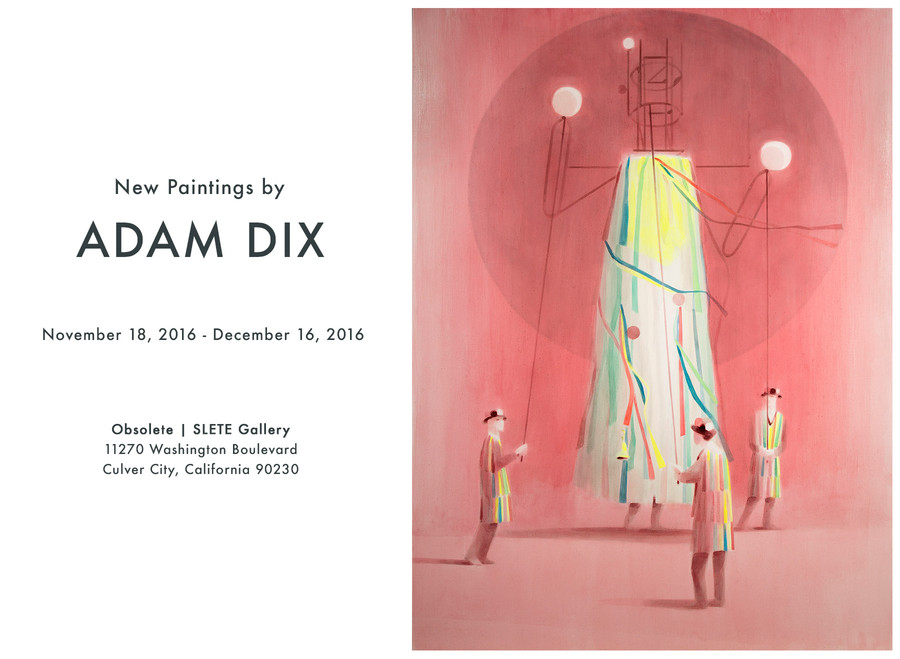 New Paintings by
ADAM DIX
November 18, 2016 - December 16, 2016
Obsolete | SLETE Gallery
11270 Washington Boulevard
Culver City, California 90230